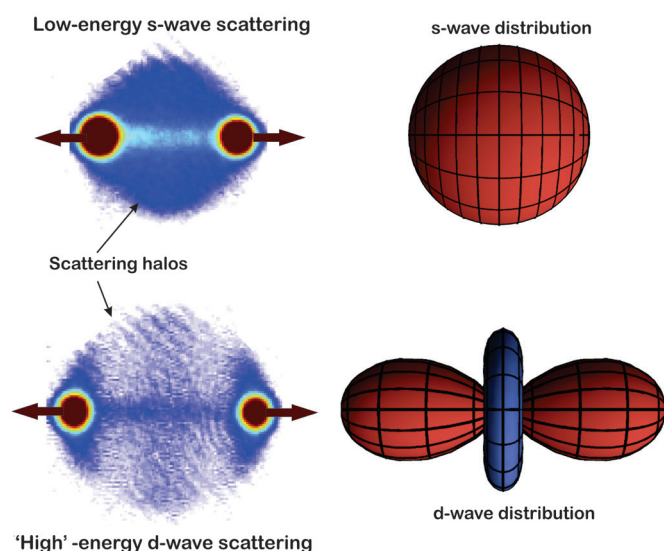 Low-energy s-wave scattering
s-wave distribution
Scattering halos
'High' -energy d-wave scattering
d-wave distribution